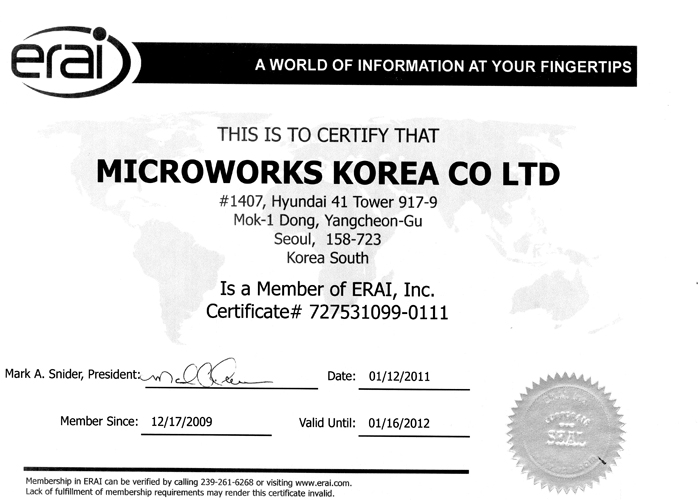 erai
A WORLD OF INFORMATION AT YOUR FINGERTIPS
THIS IS TO CERTIFY THAT
MICROWORKS KOREA CO LTD
#1407, Hyundai 41 Tower 917-9
Mok-1 Dong, Yangcheon-Gu
Seoul, 158-723
Korea South
Is a Member of ERAI, Inc.
Certificate# 727531099-0111
Mark A. Snider, President:
Date: 01/12/2011
Member Since: 12/17/2009
Valid Until: 01/16/2012
SEAL
Membership in ERAI can be verified by calling 239-261-6268 or visiting www.erai.com.
Lack of fulfillment of membership requirements may render this certificate invalid.